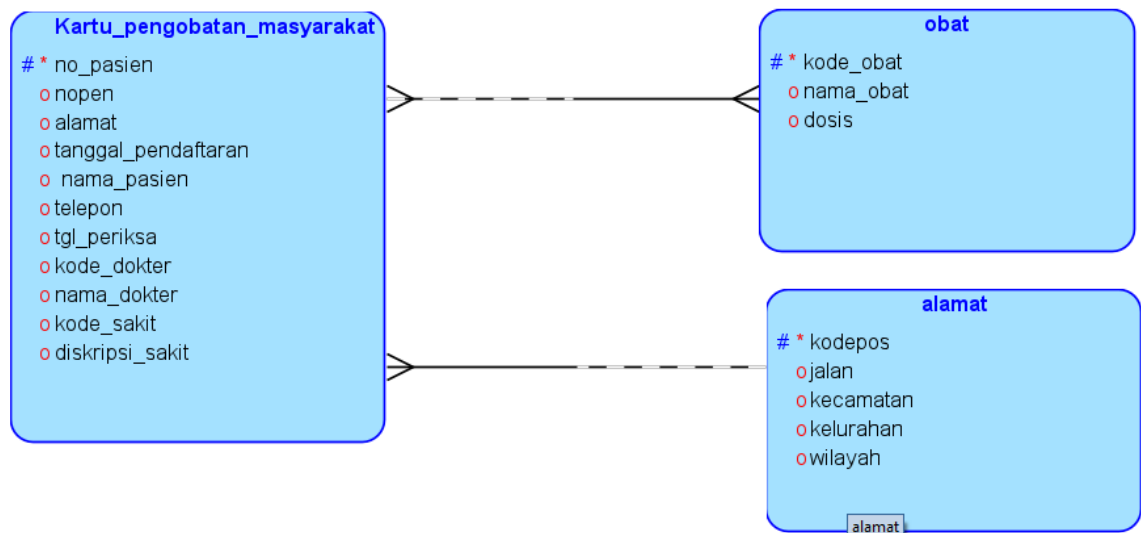 Kartu_pengobatan_masyarakat
# * no_pasien
o nopen
o alamat
o tanggal_pendaftaran
o nama_pasien
o telepon
o tgl_periksa
o kode_dokter
o nama_dokter
o kode_sakit
o diskripsi_sakit
obat
# * kode_obat
o nama_obat
o dosis
alamat
# * kodepos
o jalan
o kecamatan
o kelurahan
o wilayah
alamat